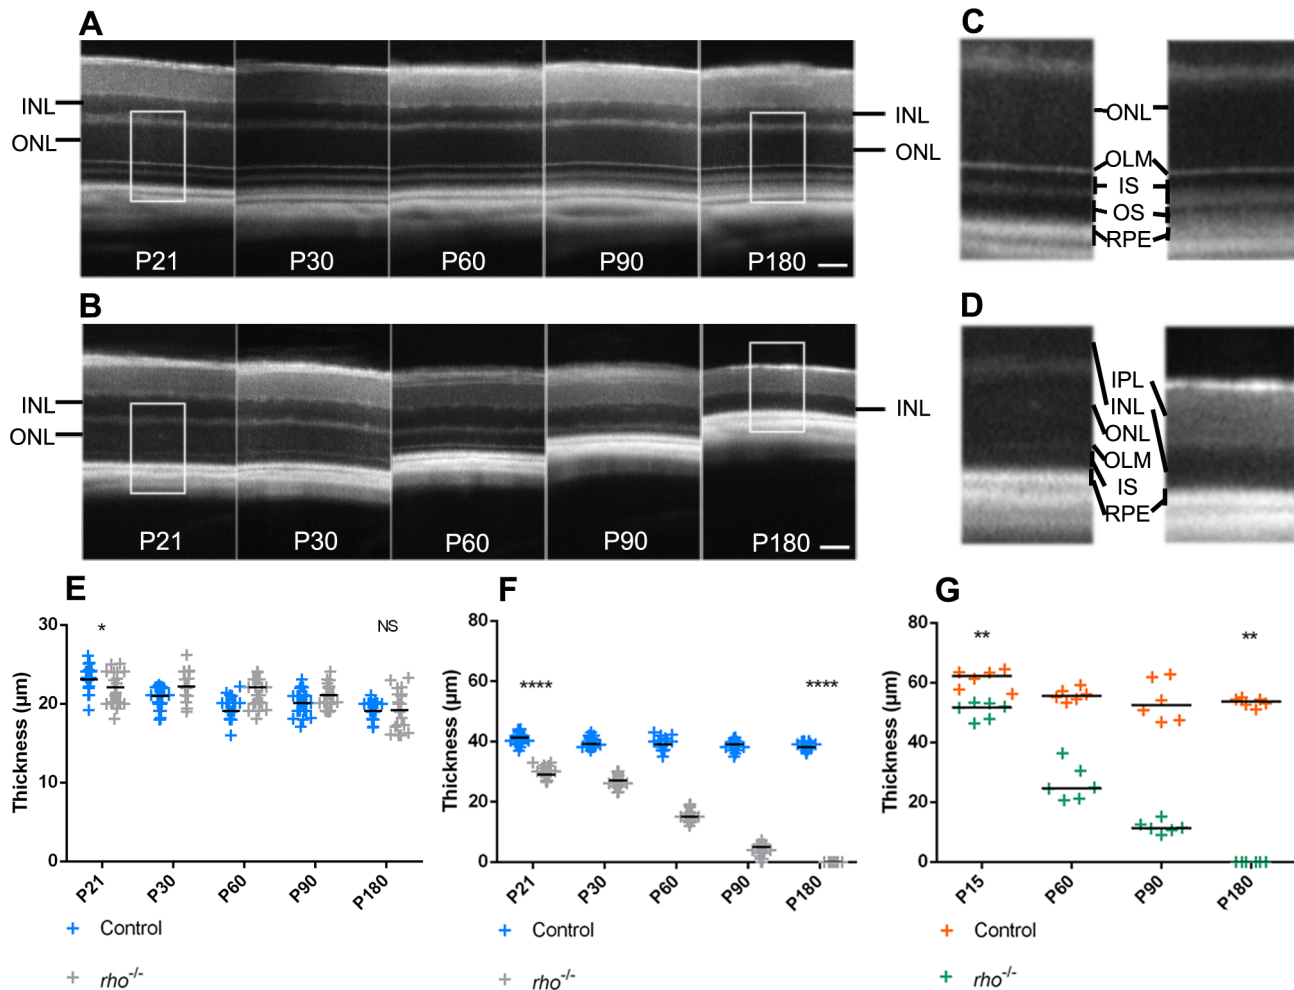 A
INL
ONL
INL
ONL
P21 P30 P60 P90 P180
C
ONL
OLM
IS
OS
RPE
B
INL
ONL
INL
P21 P30 P60 P90 P180
D
IPL
INL
ONL
OLM
IS
RPE
E
Thickness (µm)
30
20
10
0
* NS
P21 P30 P60 P90 P180
Control
rho-/-
F
Thickness (µm)
80
60
40
20
0
**** ****
P21 P30 P60 P90 P180
Control
rho-/-
G
Thickness (µm)
80
60
40
20
0
** **
P15 P60 P90 P180
Control
rho-/-